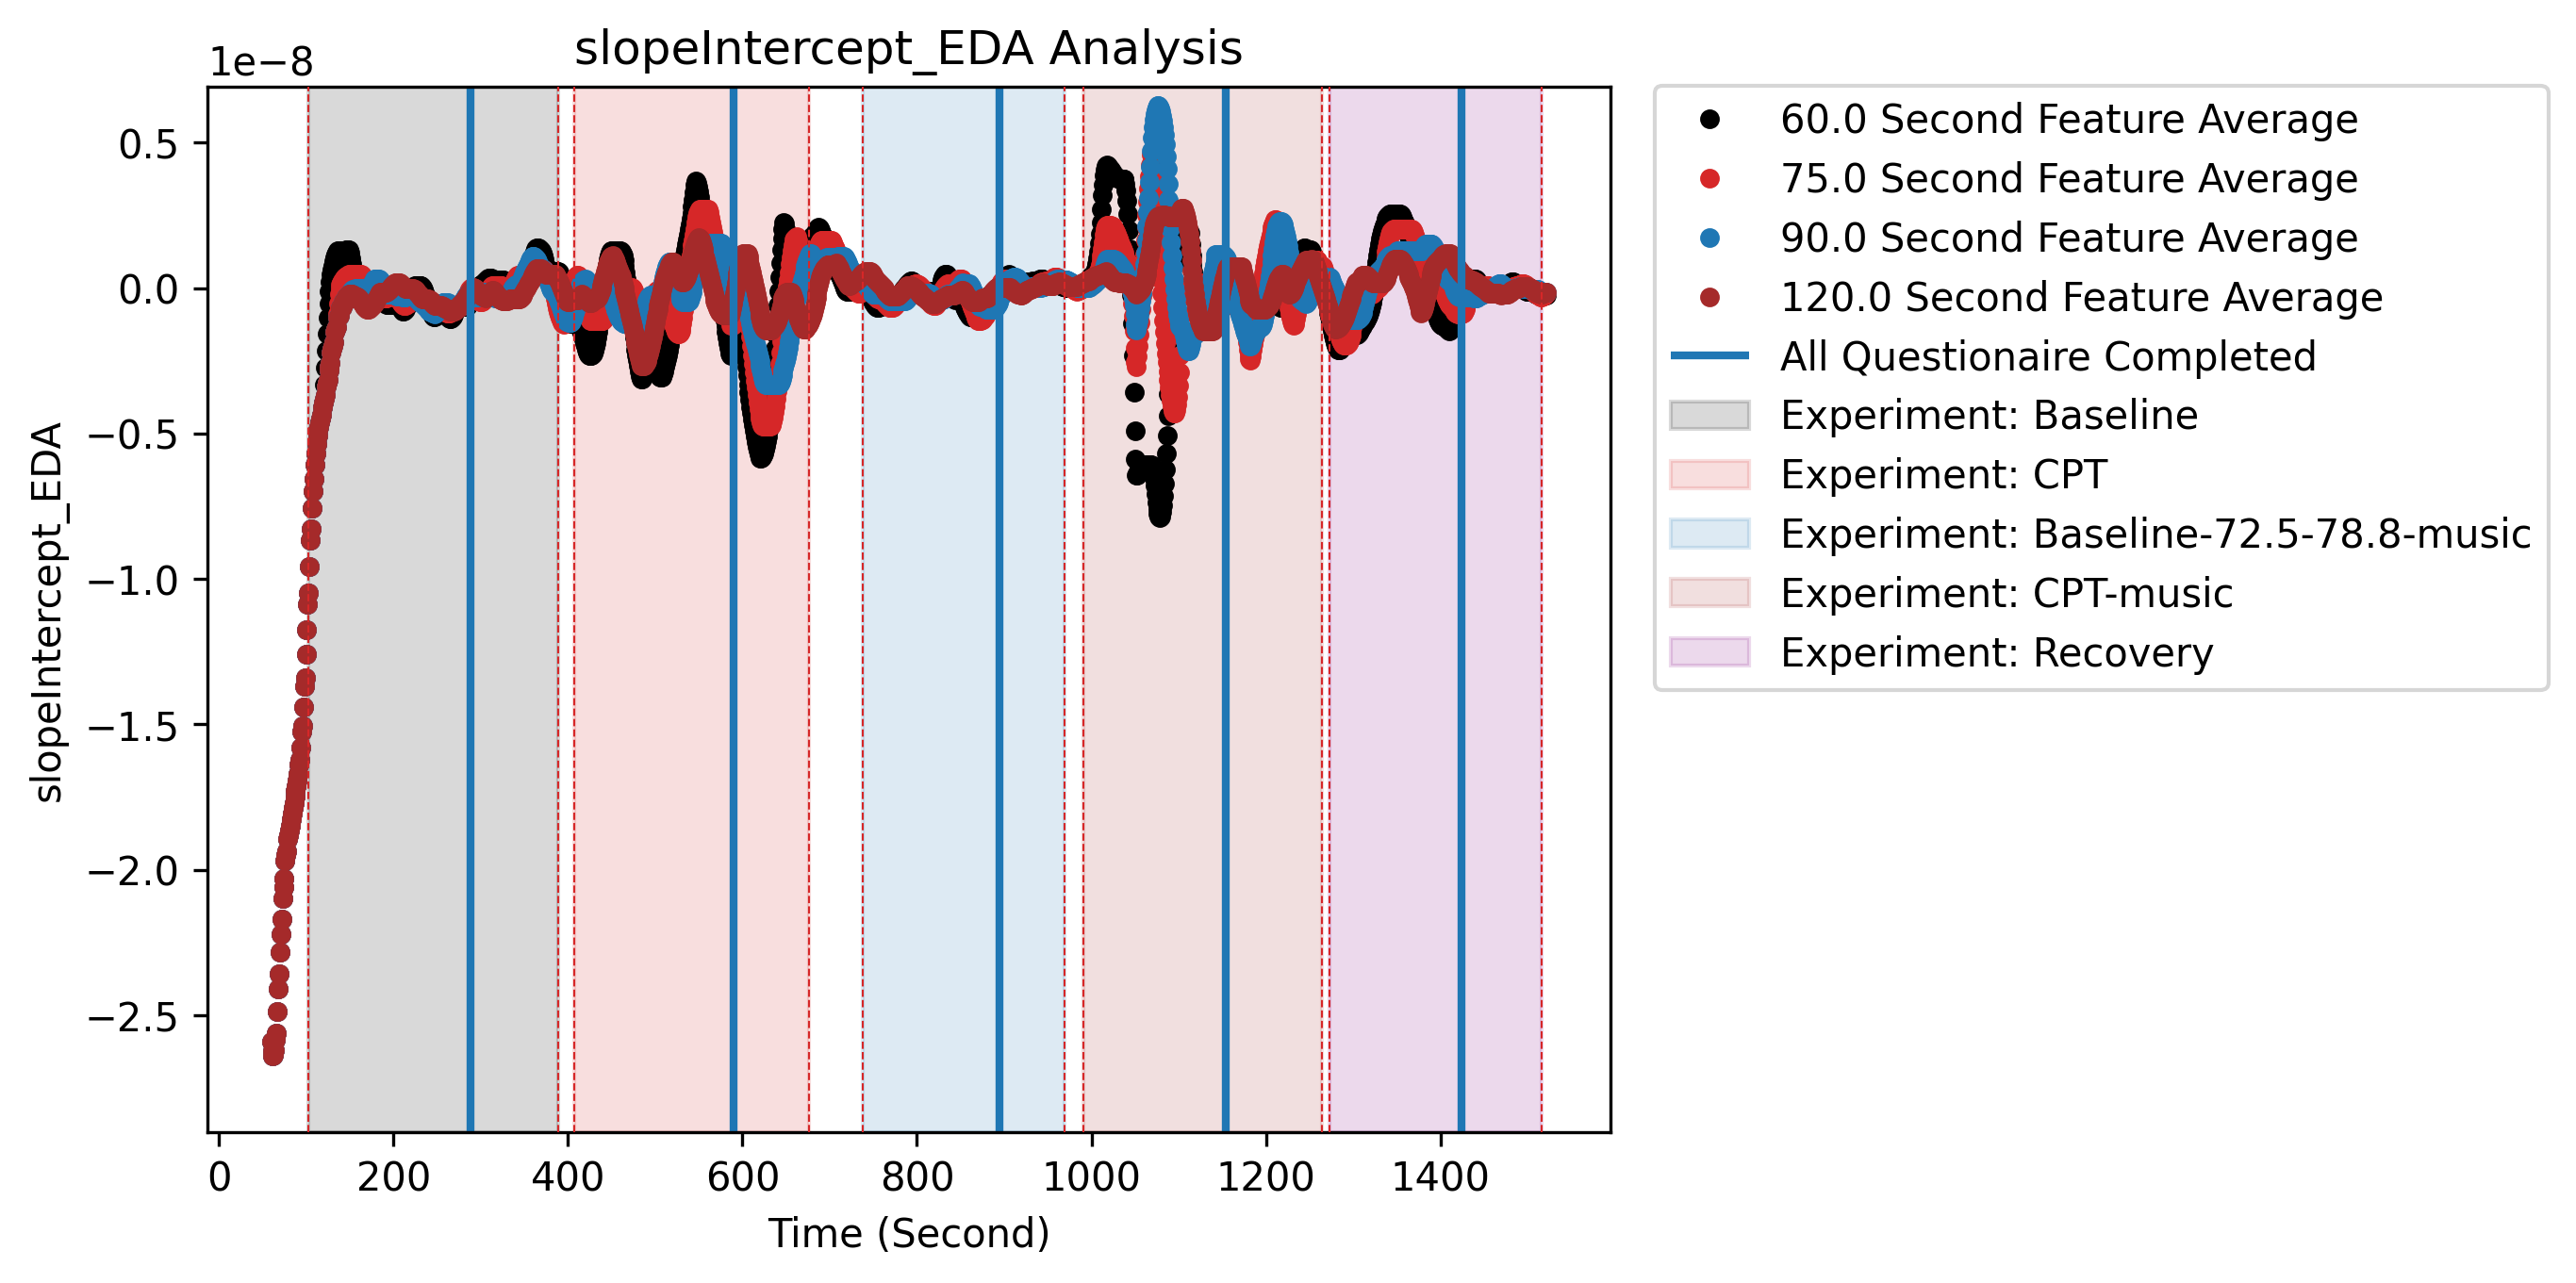 slopeIntercept_EDA Analysis
1e−8
0.5
0.0
−0.5
−1.0
−1.5
−2.0
−2.5
slopeIntercept_EDA
0 200 400 600 800 1000 1200 1400
Time (Second)
60.0 Second Feature Average
75.0 Second Feature Average
90.0 Second Feature Average
120.0 Second Feature Average
All Questionaire Completed
Experiment: Baseline
Experiment: CPT
Experiment: Baseline-72.5-78.8-music
Experiment: CPT-music
Experiment: Recovery